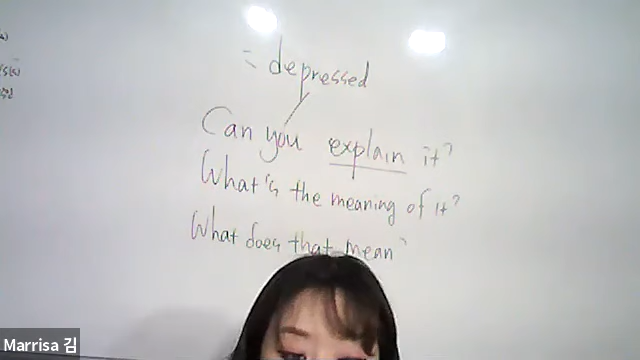 = depressed
Can you explain it?
What's the meaning of it?
What does that mean?
Marrisa 김